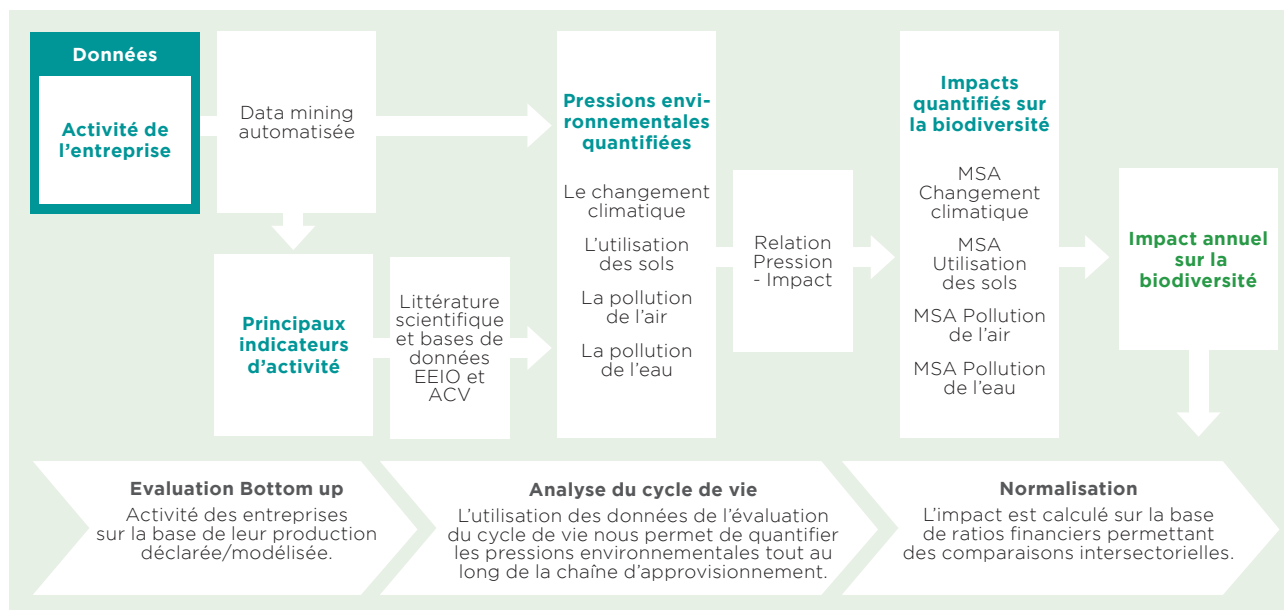 Données
Activité de
l'entreprise
Data mining
automatisée
Principaux
indicateurs
d'activité
Littérature
scientifique
et bases de
données
EEIO et
ACV
Pressions envi-
ronnementales
quantifiées
Le changement
climatique
L'utilisation
des sols
La pollution
de l'air
La pollution
de l'eau
Relation
Pression
- Impact
Impacts
quantifiés sur
la biodiversité
MSA
Changement
climatique
MSA
Utilisation
des sols
MSA Pollution
de l'air
MSA Pollution
de l'eau
Impact annuel
sur la
biodiversité
Evaluation Bottom up
Activité des entreprises
sur la base de leur production
déclarée/modélisée.
Analyse du cycle de vie
L'utilisation des données de l'évaluation
du cycle de vie nous permet de quantifier
les pressions environnementales tout au
long de la chaîne d'approvisionnement.
Normalisation
L'impact est calculé sur la base
de ratios financiers permettant
des comparaisons intersectorielles.